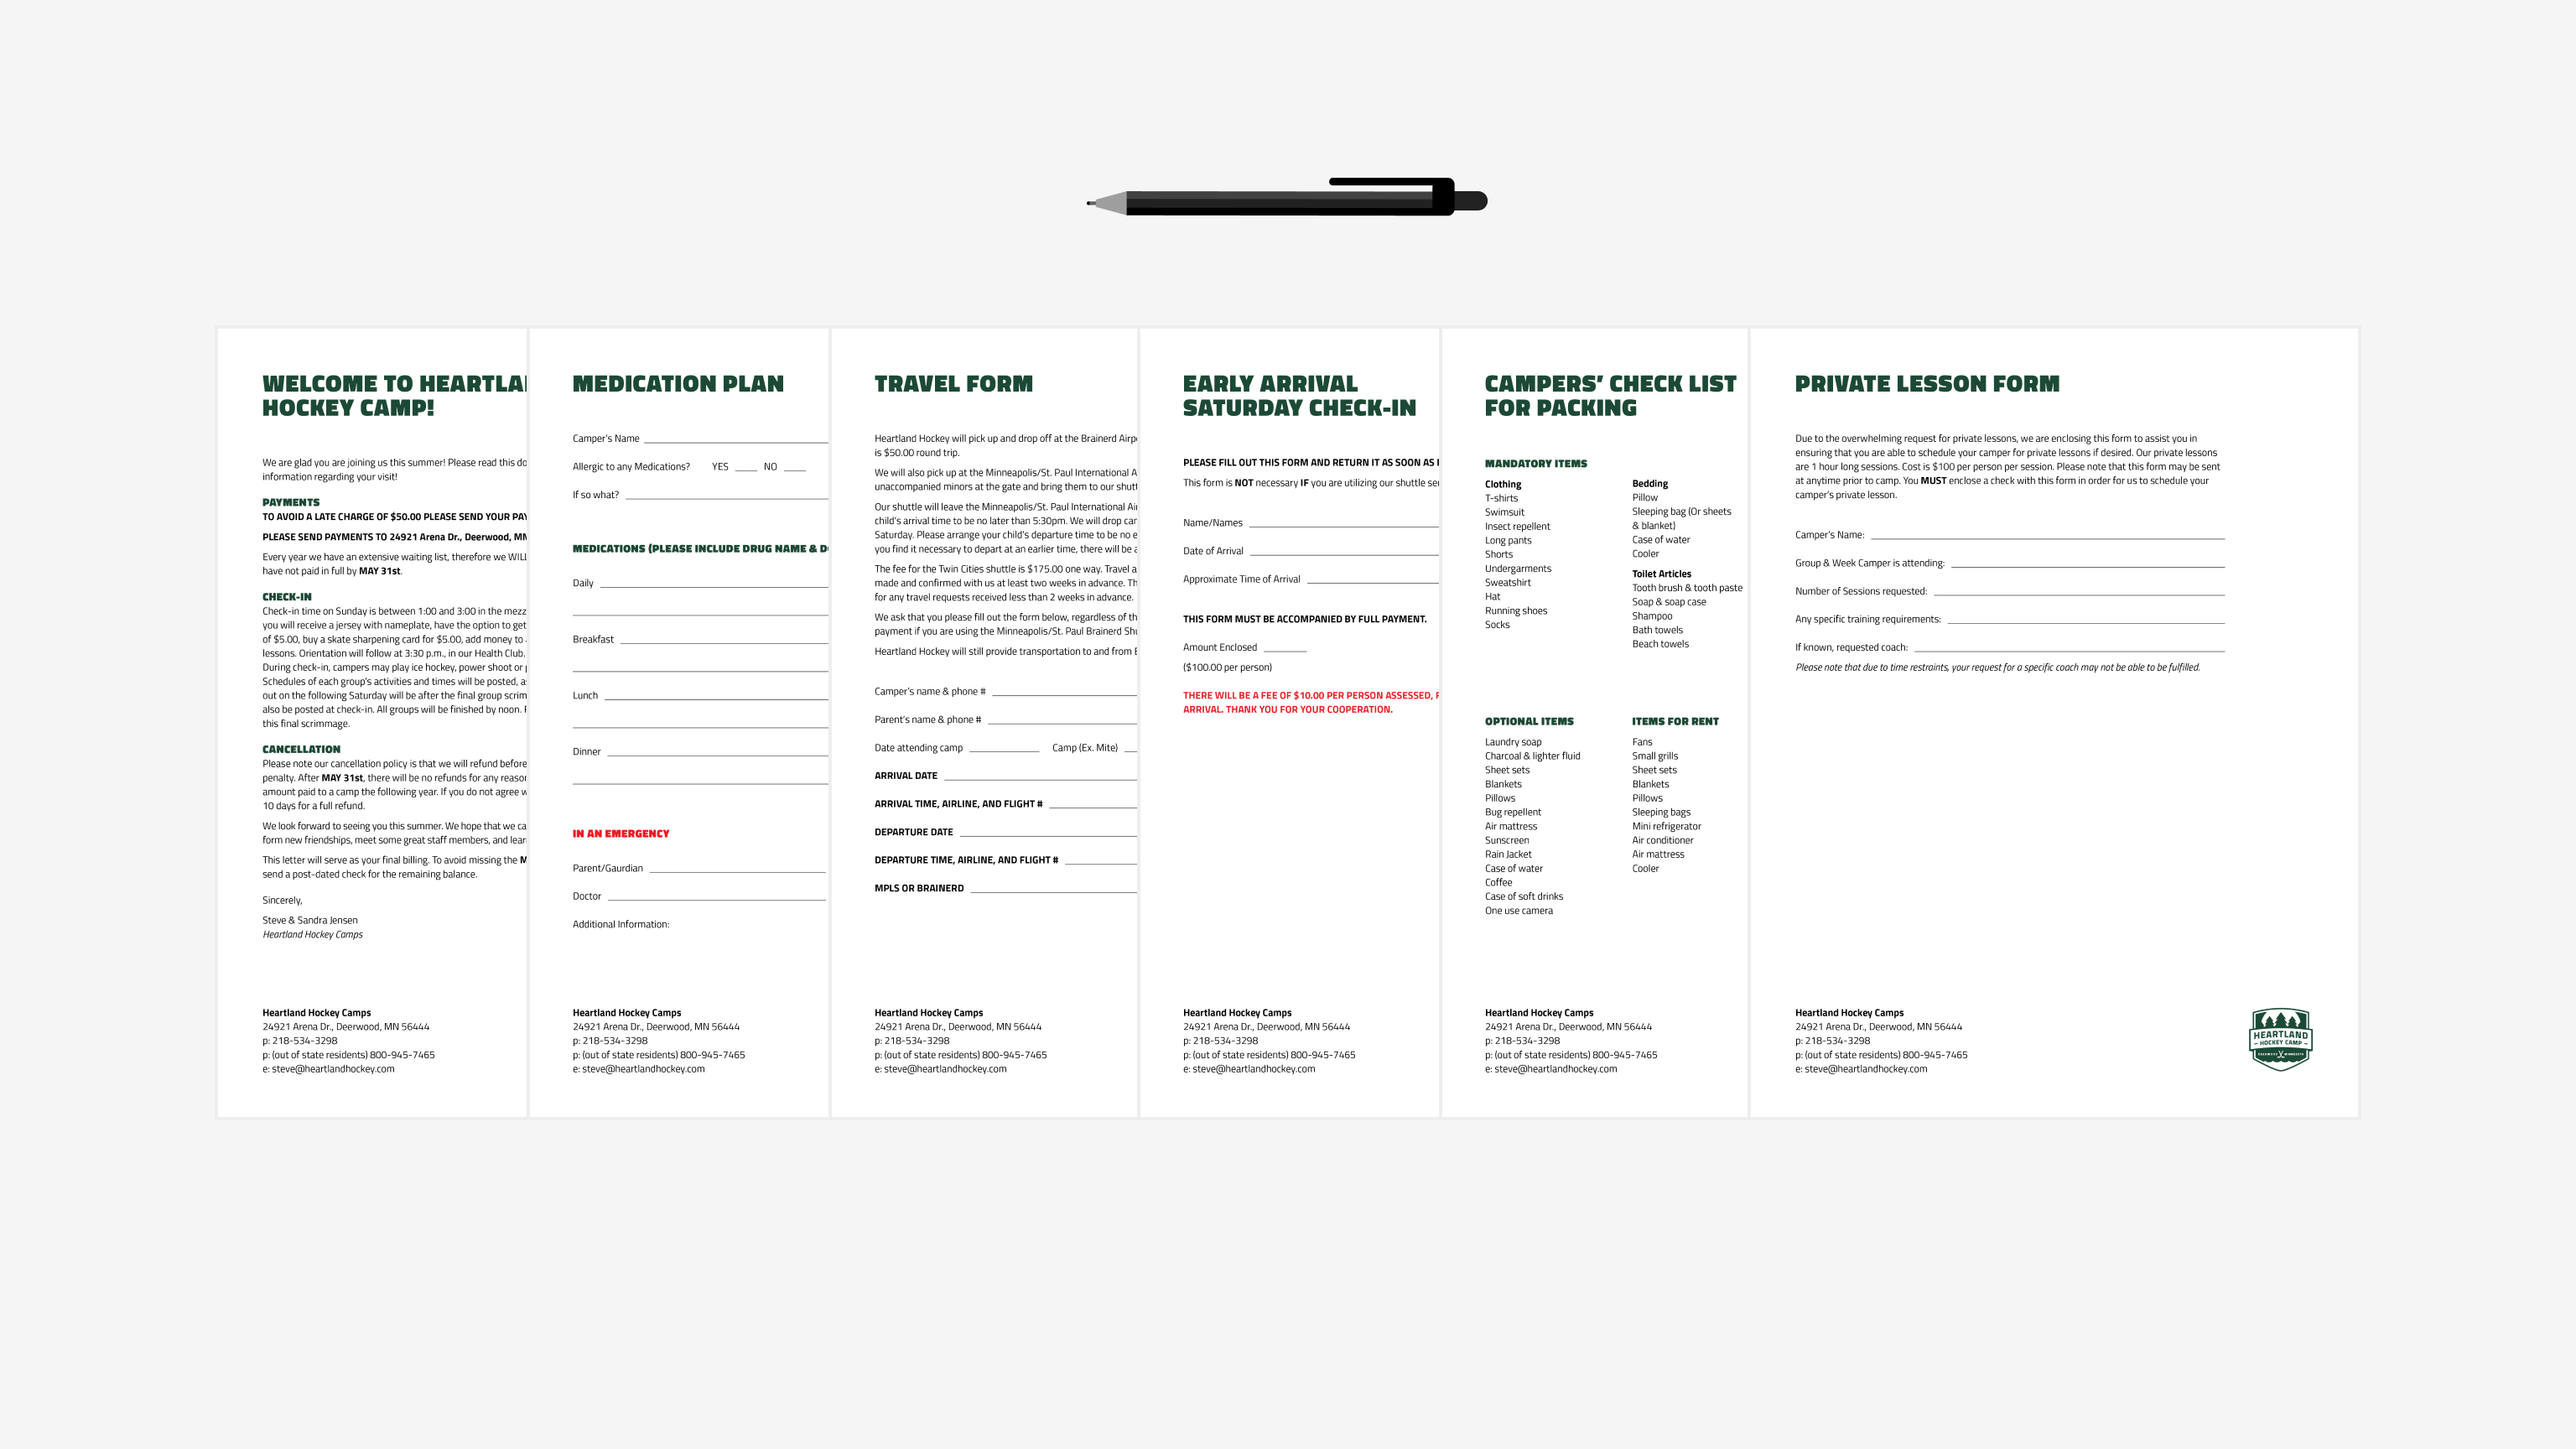 WELCOME TO HEARTLA
HOCKEY CAMP!
We are glad you are joining us this summer! Please read this do
information regarding your visit!
PAYMENTS
TO AVOID A LATE CHARGE OF $50.00 PLEASE SEND YOUR PAY
PLEASE SEND PAYMENTS TO 24921 Arena Dr., Deerwood, MN
Every year we have an extensive waiting list, therefore we WILL
have not paid in full by MAY 31st.
CHECK-IN
Check-in time on Sunday is between 1:00 and 3:00 in the mezz
you will receive a jersey with nameplate, have the option to get
of $5.00, buy a skate sharpening card for $5.00, add money to
lessons. Orientation will follow at 3:30 p.m., in our Health Club.
During check-in, campers may play ice hockey, power shoot or
Schedules of each group's activities and times will be posted, a
out on the following Saturday will be after the final group scrim
also be posted at check-in. All groups will be finished by noon.
this final scrimmage.
CANCELLATION
Please note our cancellation policy is that we will refund before
penalty. After MAY 31st, there will be no refunds for any reason
amount paid to a camp the following year. If you do not agree w
10 days for a full refund.
We look forward to seeing you this summer. We hope that we ca
form new friendships, meet some great staff members, and lear
This letter will serve as your final billing. To avoid missing the M
send a post-dated check for the remaining balance.
Sincerely,
Steve & Sandra Jensen
Heartland Hockey Camps
Heartland Hockey Camps
24921 Arena Dr., Deerwood, MN 56444
p: 218-534-3298
p: (out of state residents) 800-945-7465
e: steve@heartlandhockey.com
MEDICATION PLAN
Camper's Name
Allergic to any Medications? YES NO
If so what?
MEDICATIONS (PLEASE INCLUDE DRUG NAME & D
Daily
Breakfast
Lunch
Dinner
IN AN EMERGENCY
Parent/Gaurdian
Doctor
Additional Information:
Heartland Hockey Camps
24921 Arena Dr., Deerwood, MN 56444
p: 218-534-3298
p: (out of state residents) 800-945-7465
e: steve@heartlandhockey.com
TRAVEL FORM
Heartland Hockey will pick up and drop off at the Brainerd Airp
is $50.00 round trip.
We will also pick up at the Minneapolis/St. Paul International A
unaccompanied minors at the gate and bring them to our shutt
Our shuttle will leave the Minneapolis/St. Paul International Ai
child's arrival time to be no later than 5:30pm. We will drop car
Saturday. Please arrange your child's departure time to be no e
you find it necessary to depart at an earlier time, there will be a
The fee for the Twin Cities shuttle is $175.00 one way. Travel a
made and confirmed with us at least two weeks in advance. Th
for any travel requests received less than 2 weeks in advance.
We ask that you please fill out the form below, regardless of th
payment if you are using the Minneapolis/St. Paul Brainerd Shu
Heartland Hockey will still provide transportation to and from B
Camper's name & phone #
Parent's name & phone #
Date attending camp Camp (Ex. Mite)
ARRIVAL DATE
ARRIVAL TIME, AIRLINE, AND FLIGHT #
DEPARTURE DATE
DEPARTURE TIME, AIRLINE, AND FLIGHT #
MPLS OR BRAINERD
Heartland Hockey Camps
24921 Arena Dr., Deerwood, MN 56444
p: 218-534-3298
p: (out of state residents) 800-945-7465
e: steve@heartlandhockey.com
EARLY ARRIVAL
SATURDAY CHECK-IN
PLEASE FILL OUT THIS FORM AND RETURN IT AS SOON AS
This form is NOT necessary IF you are utilizing our shuttle ser
Name/Names
Date of Arrival
Approximate Time of Arrival
THIS FORM MUST BE ACCOMPANIED BY FULL PAYMENT.
Amount Enclosed
($100.00 per person)
THERE WILL BE A FEE OF $10.00 PER PERSON ASSESSED,
ARRIVAL. THANK YOU FOR YOUR COOPERATION.
Heartland Hockey Camps
24921 Arena Dr., Deerwood, MN 56444
p: 218-534-3298
p: (out of state residents) 800-945-7465
e: steve@heartlandhockey.com
CAMPERS' CHECK LIST
FOR PACKING
MANDATORY ITEMS
Clothing
T-shirts
Swimsuit
Insect repellent
Long pants
Shorts
Undergarments
Sweatshirt
Hat
Running shoes
Socks
Bedding
Pillow
Sleeping bag (Or sheets
& blanket)
Case of water
Cooler
Toilet Articles
Tooth brush & tooth paste
Soap & soap case
Shampoo
Bath towels
Beach towels
OPTIONAL ITEMS
Laundry soap
Charcoal & lighter fluid
Sheet sets
Blankets
Pillows
Bug repellent
Air mattress
Sunscreen
Rain Jacket
Case of water
Coffee
Case of soft drinks
One use camera
ITEMS FOR RENT
Fans
Small grills
Sheet sets
Blankets
Pillows
Sleeping bags
Mini refrigerator
Air conditioner
Air mattress
Cooler
Heartland Hockey Camps
24921 Arena Dr., Deerwood, MN 56444
p: 218-534-3298
p: (out of state residents) 800-945-7465
e: steve@heartlandhockey.com
PRIVATE LESSON FORM
Due to the overwhelming request for private lessons, we are enclosing this form to assist you in
ensuring that you are able to schedule your camper for private lessons if desired. Our private lessons
are 1 hour long sessions. Cost is $100 per person per session. Please note that this form may be sent
at anytime prior to camp. You MUST enclose a check with this form in order for us to schedule your
camper's private lesson.
Camper's Name:
Group & Week Camper is attending:
Number of Sessions requested:
Any specific training requirements:
If known, requested coach:
Please note that due to time restraints, your request for a specific coach may not be able to be fulfilled.
Heartland Hockey Camps
24921 Arena Dr., Deerwood, MN 56444
p: 218-534-3298
p: (out of state residents) 800-945-7465
e: steve@heartlandhockey.com
HEARTLAND
HOCKEY CAMP